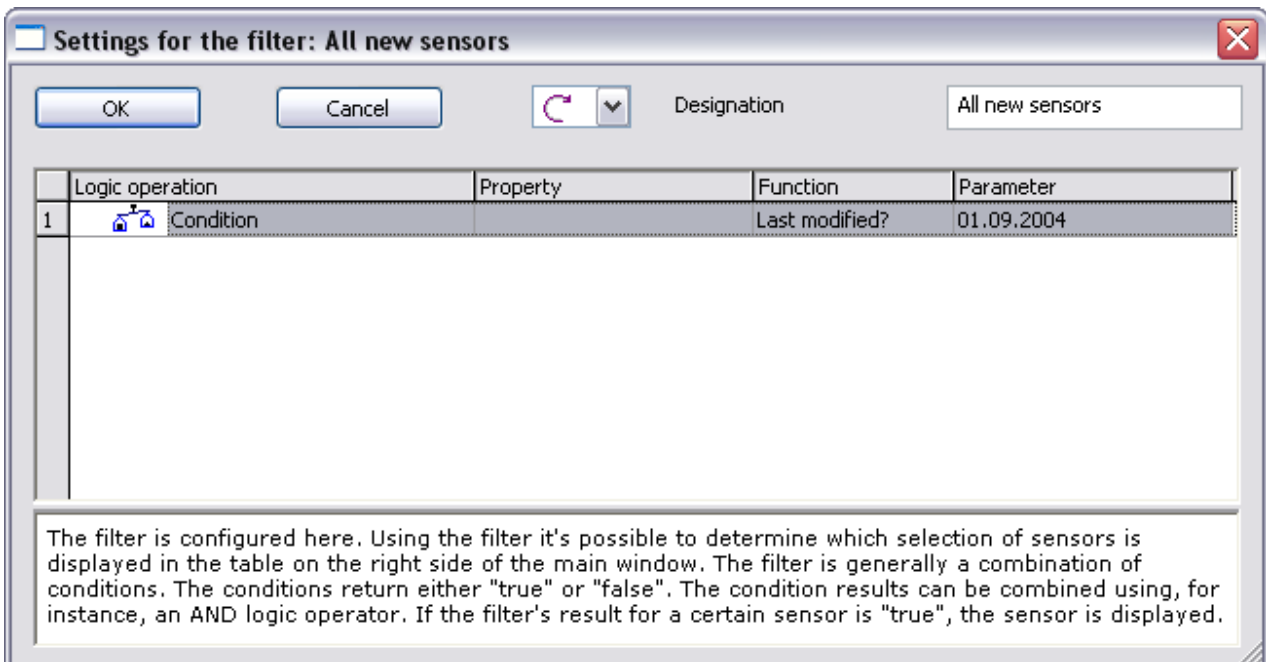 Settings for the filter: All new sensors
OK Cancel Designation All new sensors
Logic operation Property Function Parameter
1 Condition Last modified? 01.09.2004
The filter is configured here. Using the filter it's possible to determine which selection of sensors is
displayed in the table on the right side of the main window. The filter is generally a combination of
conditions. The conditions return either "true" or "false". The condition results can be combined using, for
instance, an AND logic operator. If the filter's result for a certain sensor is "true", the sensor is displayed.